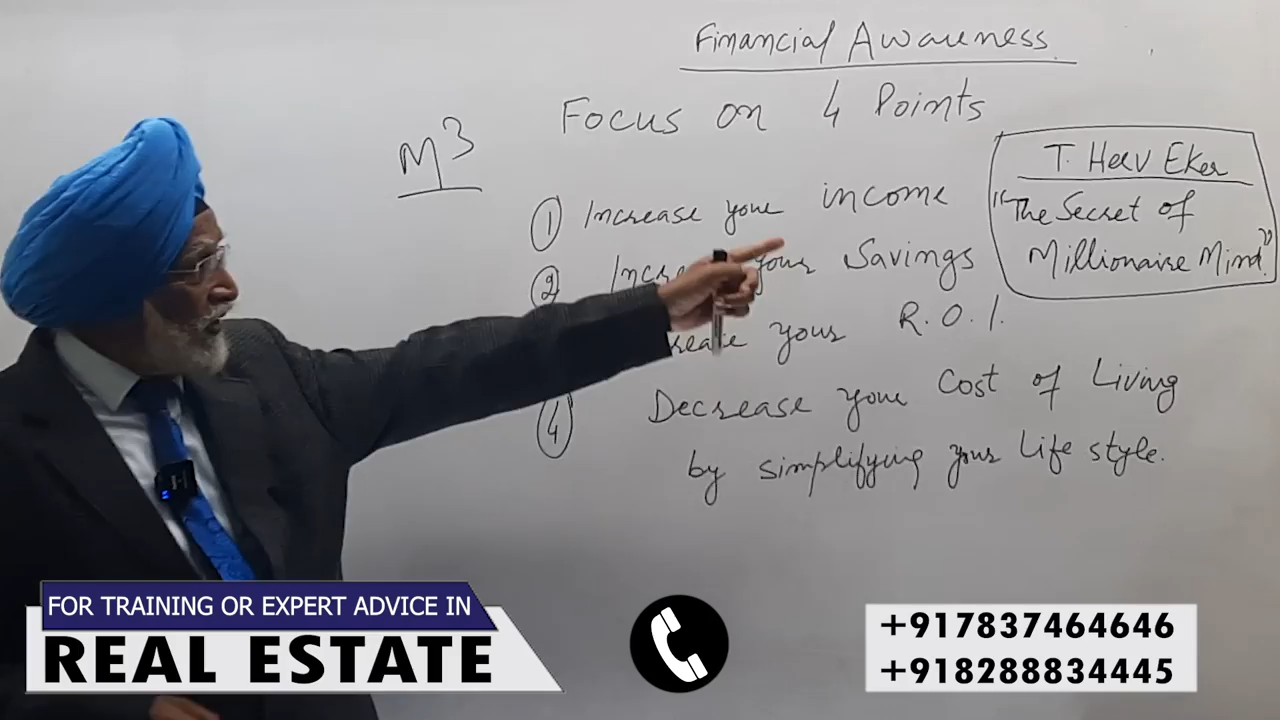 Financial Awareness
Focus on 4 Points
M3
T. Harv Eker
"The Secret of
Millionaire Mind."
① Increase your income
② your Savings
your R.O.I.
④ Decrease your Cost of Living
by simplifying your Life style.
FOR TRAINING OR EXPERT ADVICE IN
REAL ESTATE
+917837464646
+918288834445